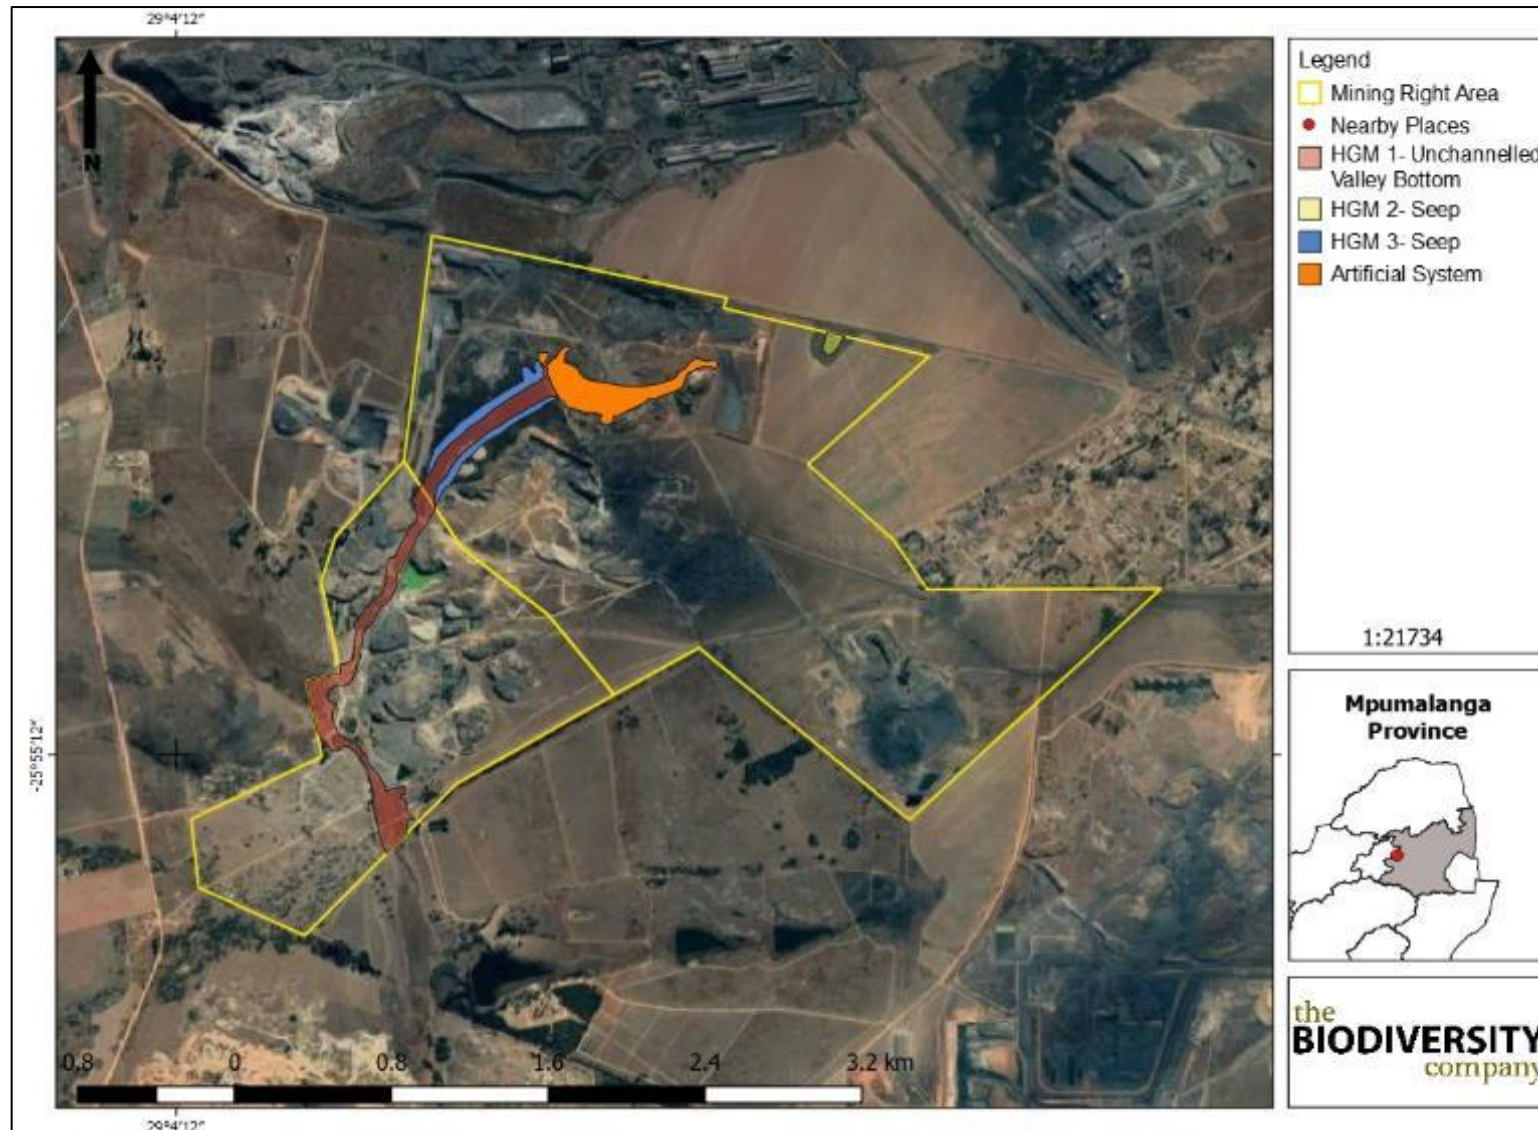 29°4'12"
N
-25°55'12"
0.8 0 0.8 1.6 2.4 3.2 km
29°4'12"
Legend
Mining Right Area
Nearby Places
HGM 1- Unchannelled
Valley Bottom
HGM 2- Seep
HGM 3- Seep
Artificial System
1:21734
Mpumalanga
Province
the
BIODIVERSITY
company